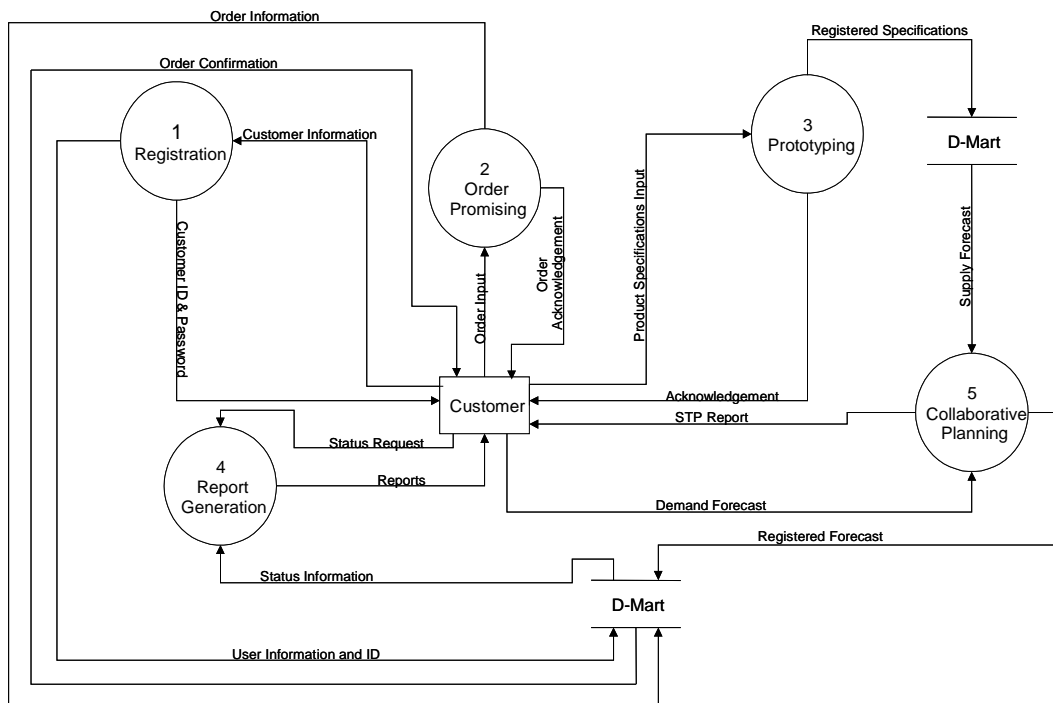 Order Information
Registered Specifications
Order Confirmation
1
Registration
Customer Information
2
Order
Promising
3
Prototyping
D-Mart
Customer ID & Password
Order Input
Order
Acknowledgement
Product Specifications Input
Supply Forecast
Customer
Acknowledgement
STP Report
5
Collaborative
Planning
Status Request
4
Report
Generation
Reports
Demand Forecast
Registered Forecast
Status Information
D-Mart
User Information and ID